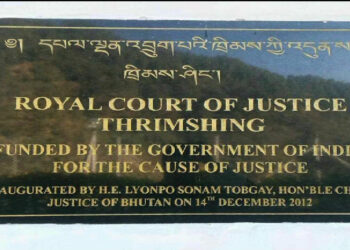 ༄། དཔལ་ལྡན་འབྲུག་པའི་ཁྲིམས་ཀྱི་འདུན་ས
ཁྲིམས་ཤིང་།
ROYAL COURT OF JUSTICE
THRIMSHING
FUNDED BY THE GOVERNMENT OF INDI
FOR THE CAUSE OF JUSTICE
AUGURATED BY H.E. LYONPO SONAM TOBGAY, HON'BLE CH
JUSTICE OF BHUTAN ON 14TH DECEMBER 2012